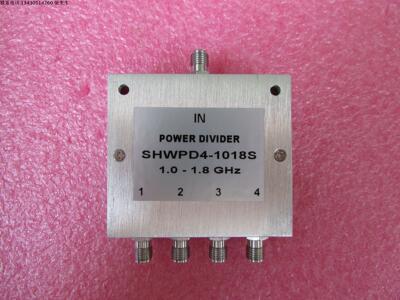 IN
POWER DIVIDER
SHWPD4-1018S
1.0 - 1.8 GHz
1 2 3 4